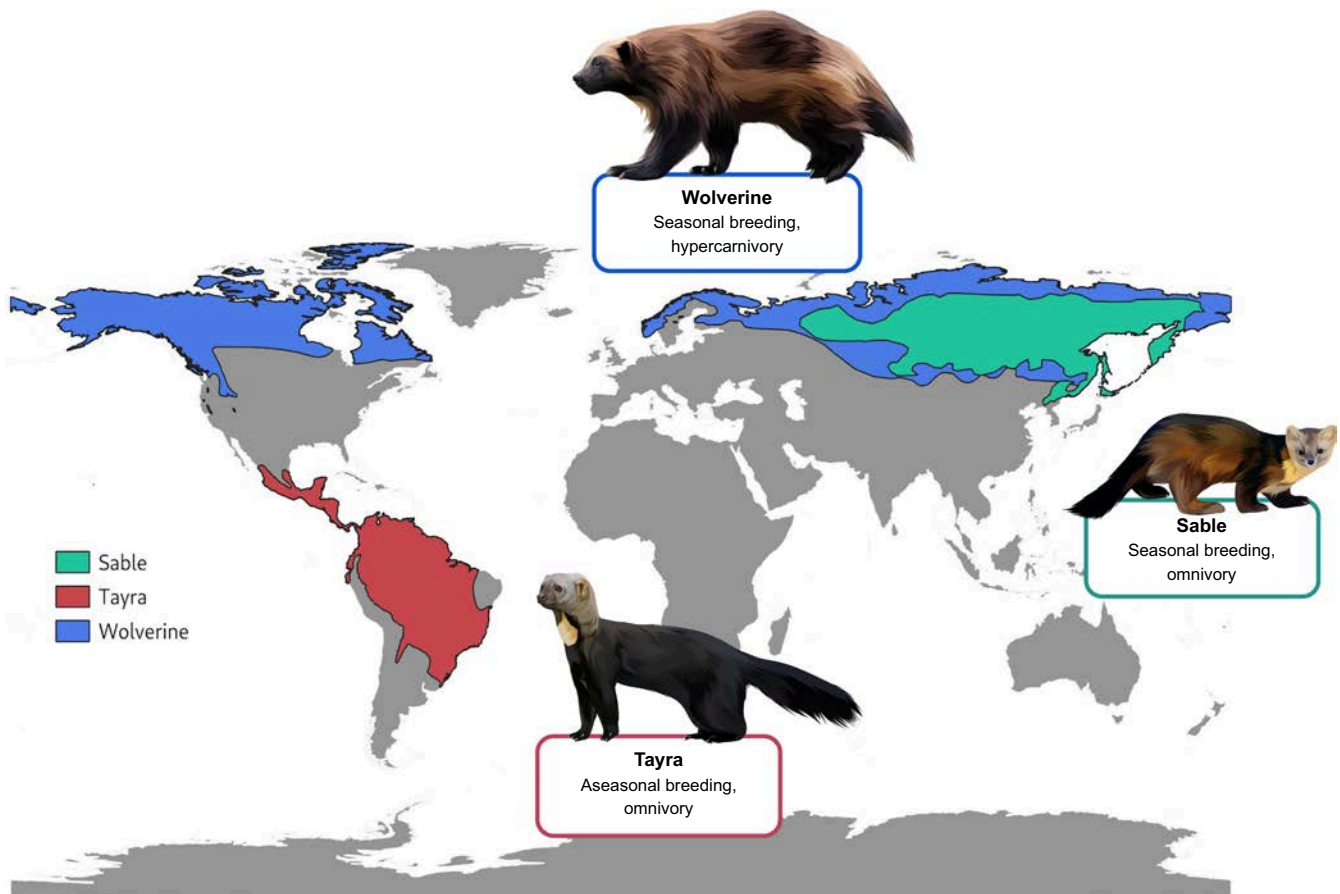 Wolverine
Seasonal breeding,
hypercarnivory
Sable
Seasonal breeding,
omnivory
Sable
Tayra
Wolverine
Tayra
Aseasonal breeding,
omnivory